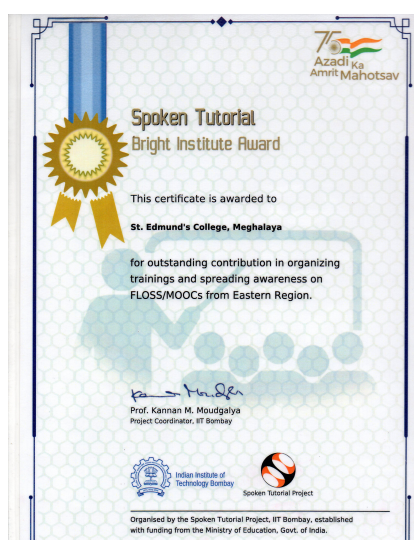 75
Azadi Ka
Amrit Mahotsav
Spoken Tutorial
Bright Institute Award
This certificate is awarded to
St. Edmund's College, Meghalaya
for outstanding contribution in organizing
trainings and spreading awareness on
FLOSS/MOOCs from Eastern Region.
Kannan Moudgalya
Prof. Kannan M. Moudgalya
Project Coordinator, IIT Bombay
Indian Institute of
Technology Bombay
Spoken Tutorial Project
Organised by the Spoken Tutorial Project, IIT Bombay, established
with funding from the Ministry of Education, Govt. of India.